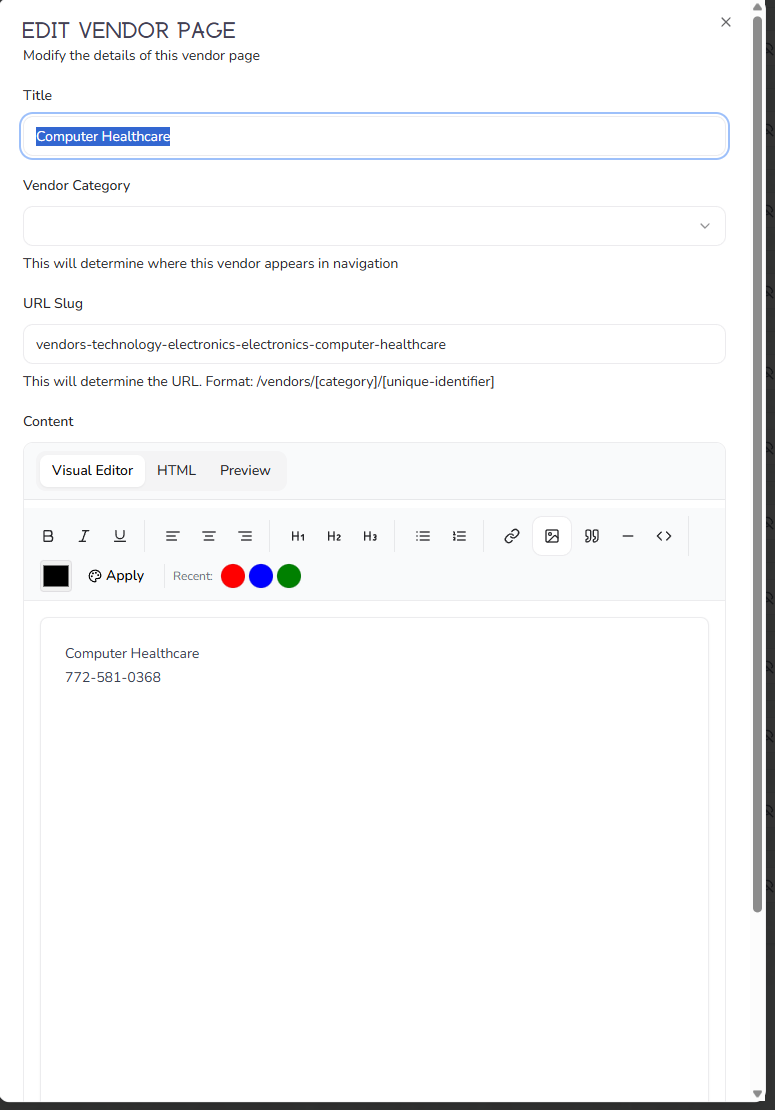 EDIT VENDOR PAGE
Modify the details of this vendor page
Title
Computer Healthcare
Vendor Category
This will determine where this vendor appears in navigation
URL Slug
vendors-technology-electronics-electronics-computer-healthcare
This will determine the URL. Format: /vendors/[category]/[unique-identifier]
Content
Visual Editor HTML Preview
B I U H1 H2 H3
Apply Recent:
Computer Healthcare
772-581-0368